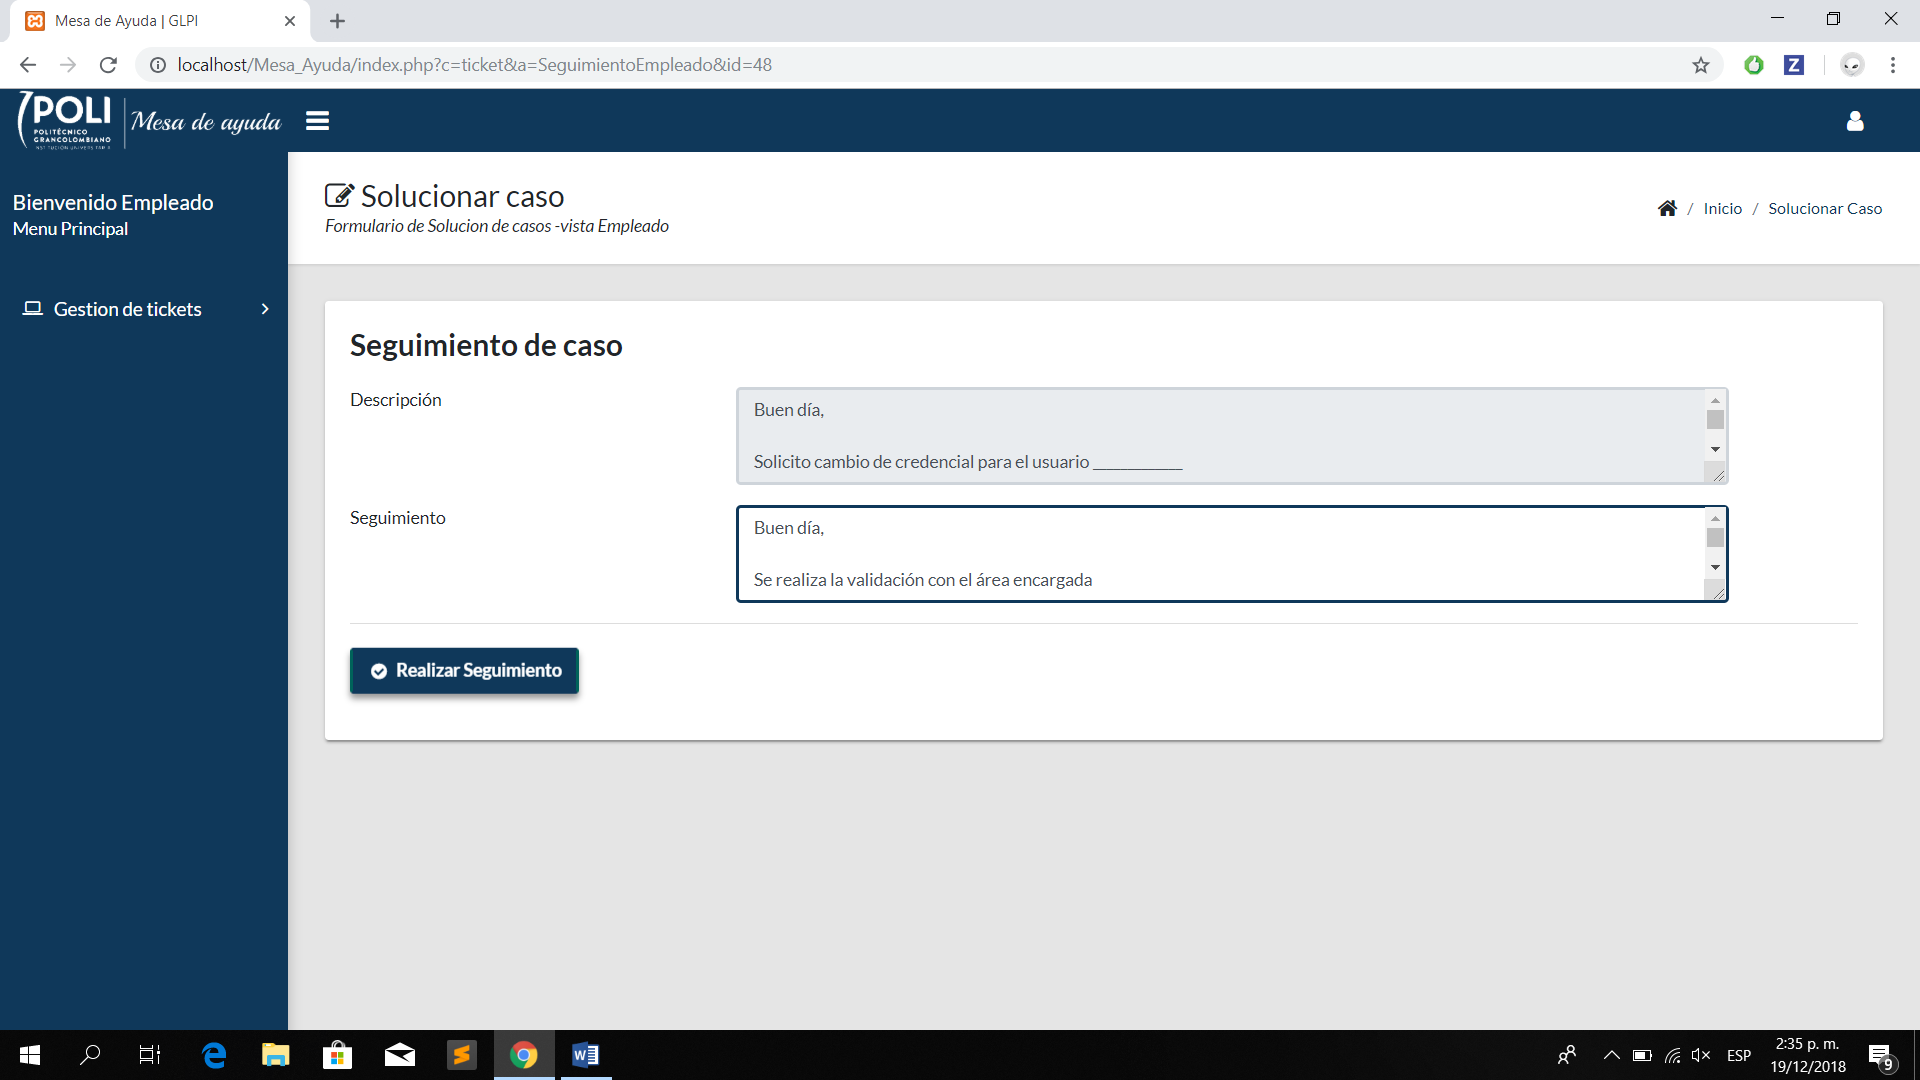 Mesa de Ayuda | GLPI
localhost/Mesa_Ayuda/index.php?c=ticket&a=SeguimientoEmpleado&id=48
Z
POLI
POLITÉCNICO
GRANCOLOMBIANO
Mesa de ayuda
Bienvenido Empleado
Menu Principal
Gestion de tickets
Solucionar caso
Formulario de Solucion de casos -vista Empleado
/ Inicio / Solucionar Caso
Seguimiento de caso
Descripción
Buen día,
Solicito cambio de credencial para el usuario ____________
Seguimiento
Buen día,
Se realiza la validación con el área encargada
Realizar Seguimiento
ESP
2:35 p. m.
19/12/2018
9